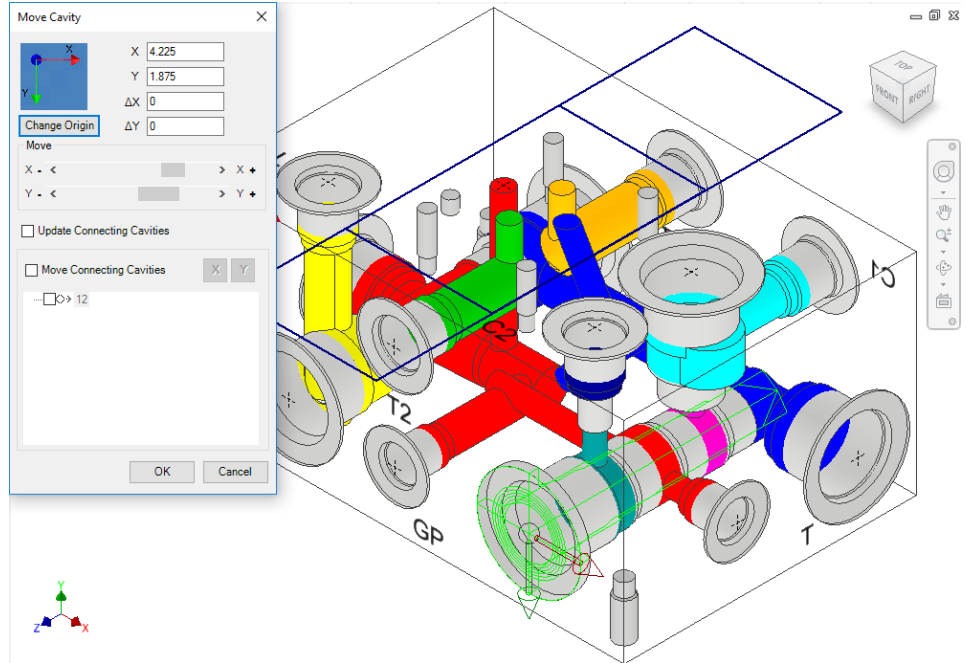 Move Cavity
X 4.225
Y 1.875
ΔX 0
ΔY 0
X
Y
Change Origin
Move
X - < > X +
Y - < > Y +
Update Connecting Cavities
Move Connecting Cavities X Y
12
OK Cancel
TOP
FRONT RIGHT
C1
C2
T2
GP
T
Y
Z X